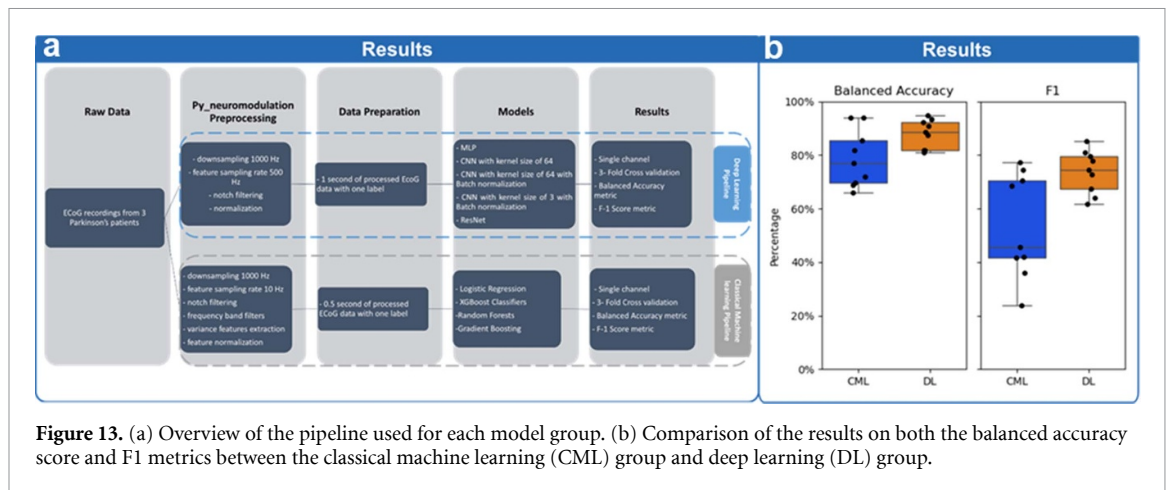 a
Results
Raw Data
ECoG recordings from 3
Parkinson's patients
Py_neuromodulation
Preprocessing
- downsampling 1000 Hz
- feature sampling rate 500
Hz
- notch filtering
- normalization
- downsampling 1000 Hz
- feature sampling rate 10 Hz
- notch filtering
- frequency band filters
- variance features extraction
- feature normalization
Data Preparation
- 1 second of processed EcoG
data with one label
- 0.5 second of processed
ECoG data with one label
Models
- MLP
- CNN with kernel size of 64
- CNN with kernel size of 64 with
Batch normalization
- CNN with kernel size of 3 with
Batch normalization
- ResNet
- Logistic Regression
- XGBoost Classifiers
-Random Forests
-Gradient Boosting
Results
- Single channel
- 3- Fold Cross validation
- Balanced Accuracy
metric
- F-1 Score metric
- Single channel
- 3- Fold Cross validation
- Balanced Accuracy metric
- F-1 Score metric
Deep Learning
Pipeline
Classical Machine
learning Pipeline
b
Results
Balanced Accuracy
F1
Percentage
100%
80%
60%
40%
20%
0%
CML
DL
CML
DL
Figure 13. (a) Overview of the pipeline used for each model group. (b) Comparison of the results on both the balanced accuracy
score and F1 metrics between the classical machine learning (CML) group and deep learning (DL) group.